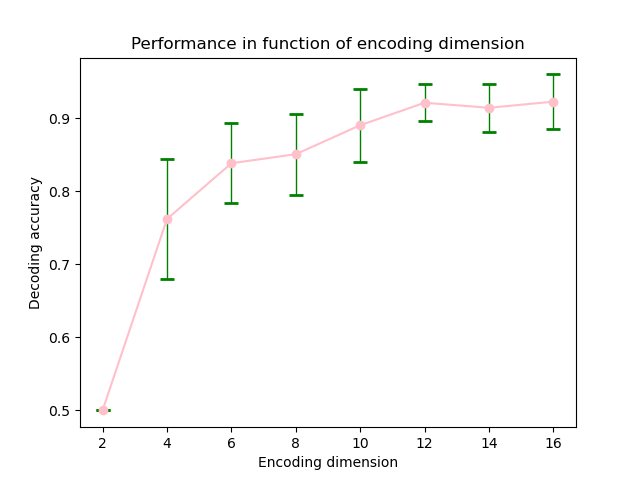 Performance in function of encoding dimension
Decoding accuracy
0.9
0.8
0.7
0.6
0.5
2 4 6 8 10 12 14 16
Encoding dimension